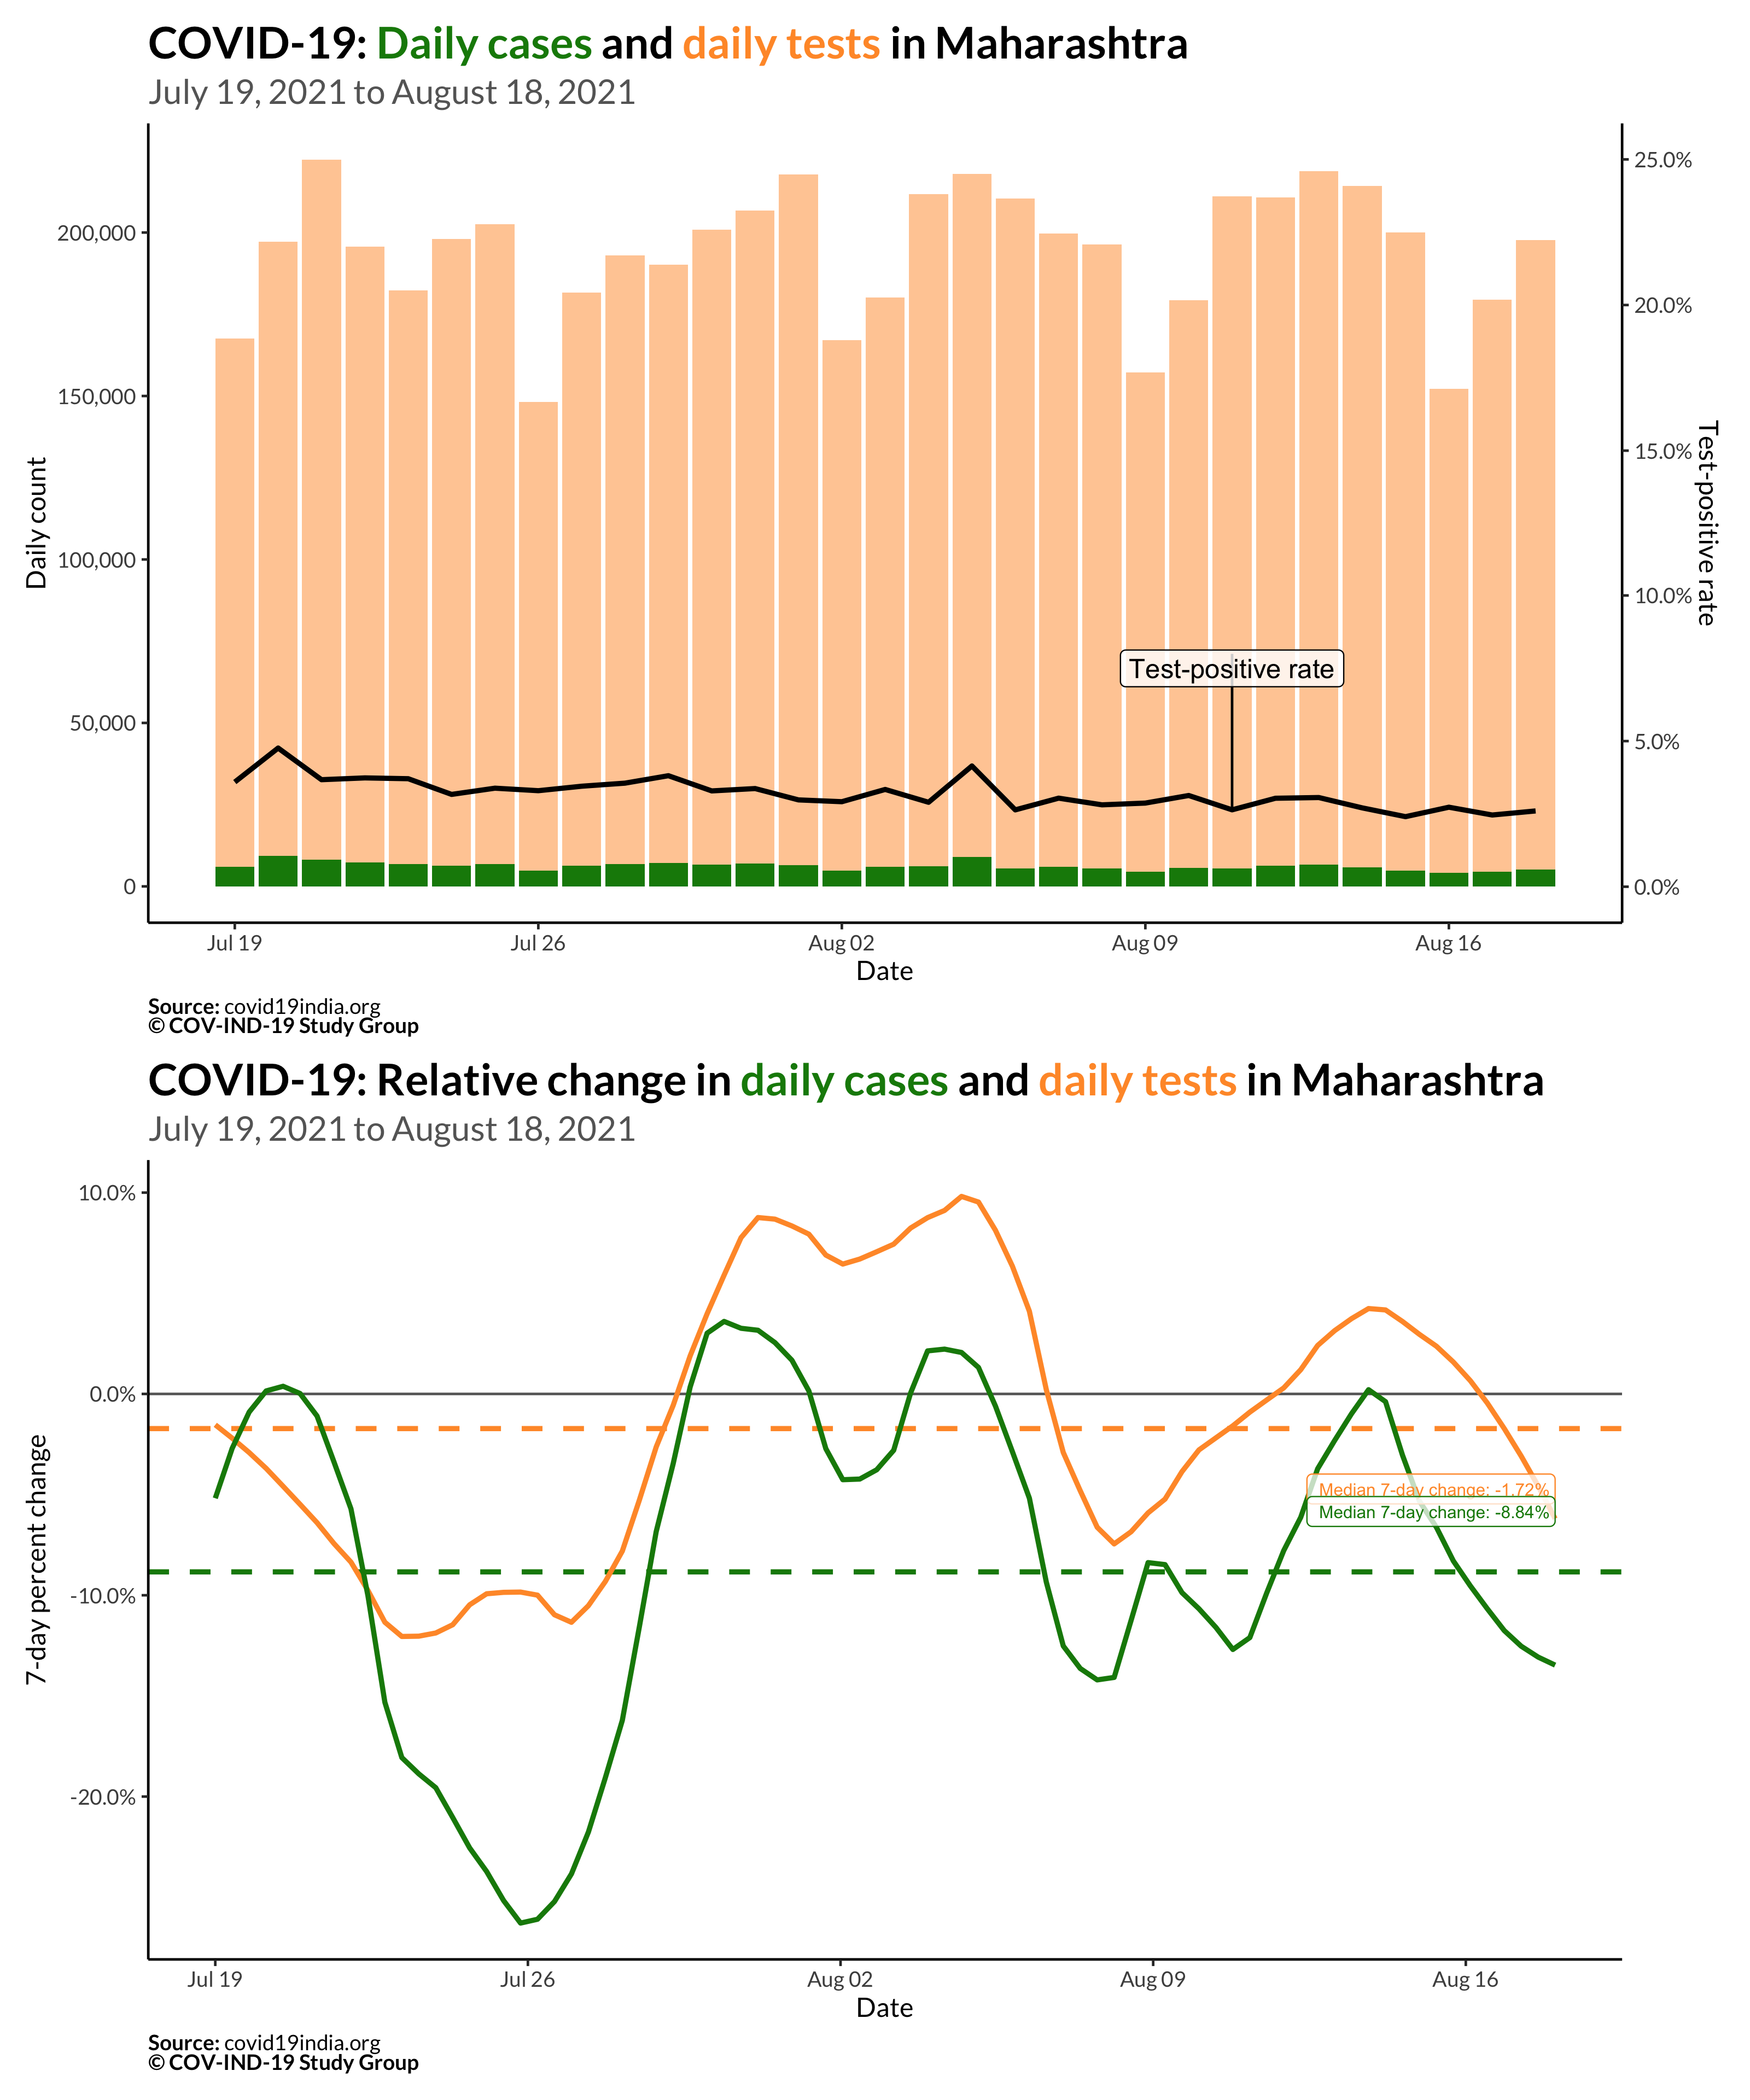 COVID-19: Daily cases and daily tests in Maharashtra
July 19, 2021 to August 18, 2021
Daily count
200,000
150,000
100,000
50,000
0
25.0%
20.0%
15.0%
10.0%
5.0%
0.0%
Test-positive rate
Test-positive rate
Jul 19 Jul 26 Aug 02 Aug 09 Aug 16
Date
Source: covid19india.org
© COV-IND-19 Study Group
COVID-19: Relative change in daily cases and daily tests in Maharashtra
July 19, 2021 to August 18, 2021
7-day percent change
10.0%
0.0%
-10.0%
-20.0%
Median 7-day change: -1.72%
Median 7-day change: -8.84%
Jul 19 Jul 26 Aug 02 Aug 09 Aug 16
Date
Source: covid19india.org
© COV-IND-19 Study Group